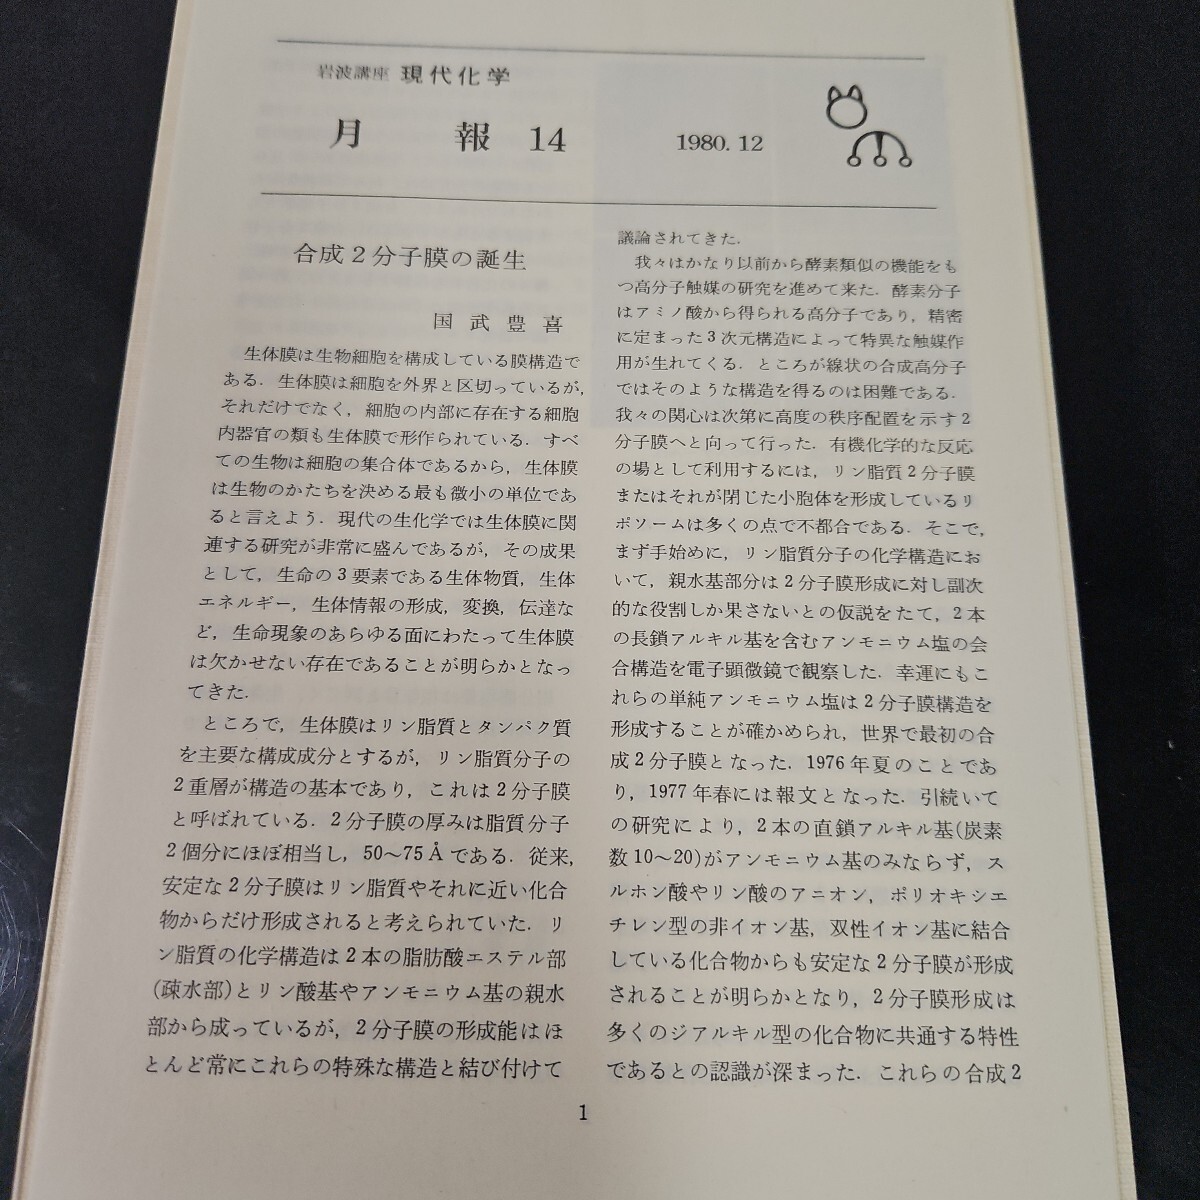 岩波講座 現代化学
月 報 14
1980.12
合成2分子膜の誕生
国武豊喜
生体膜は生物細胞を構成している膜構造で
ある．生体膜は細胞を外界と区切っているが，
それだけでなく，細胞の内部に存在する細胞
内器官の類も生体膜で形作られている．すべ
ての生物は細胞の集合体であるから，生体膜
は生物のかたちを決める最も微小の単位であ
ると言えよう．現代の生化学では生体膜に関
連する研究が非常に盛んであるが，その成果
として，生命の3要素である生体物質，生体
エネルギー，生体情報の形成，変換，伝達な
ど，生命現象のあらゆる面にわたって生体膜
は欠かせない存在であることが明らかとなっ
てきた．
ところで，生体膜はリン脂質とタンパク質
を主要な構成成分とするが，リン脂質分子の
2重層が構造の基本であり，これは2分子膜
と呼ばれている．2分子膜の厚みは脂質分子
2個分にほぼ相当し，50～75Åである．従来，
安定な2分子膜はリン脂質やそれに近い化合
物からだけ形成されると考えられていた．リ
ン脂質の化学構造は2本の脂肪酸エステル部
(疎水部)とリン酸基やアンモニウム基の親水
部から成っているが，2分子膜の形成能はほ
とんど常にこれらの特殊な構造と結び付けて
議論されてきた．
我々はかなり以前から酵素類似の機能をも
つ高分子触媒の研究を進めて来た．酵素分子
はアミノ酸から得られる高分子であり，精密
に定まった3次元構造によって特異な触媒作
用が生れてくる．ところが線状の合成高分子
ではそのような構造を得るのは困難である．
我々の関心は次第に高度の秩序配置を示す2
分子膜へと向って行った．有機化学的な反応
の場として利用するには，リン脂質2分子膜
またはそれが閉じた小胞体を形成しているリ
ポソームは多くの点で不都合である．そこで，
まず手始めに，リン脂質分子の化学構造にお
いて，親水基部分は2分子膜形成に対し副次
的な役割しか果さないとの仮説をたて，2本
の長鎖アルキル基を含むアンモニウム塩の会
合構造を電子顕微鏡で観察した．幸運にもこ
れらの単純アンモニウム塩は2分子膜構造を
形成することが確かめられ，世界で最初の合
成2分子膜となった．1976年夏のことであ
り，1977年春には報文となった．引続いて
の研究により，2本の直鎖アルキル基(炭素
数10～20)がアンモニウム基のみならず，ス
ルホン酸やリン酸のアニオン，ポリオキシエ
チレン型の非イオン基，双性イオン基に結合
している化合物からも安定な2分子膜が形成
されることが明らかとなり，2分子膜形成は
多くのジアルキル型の化合物に共通する特性
であるとの認識が深まった．これらの合成2
1